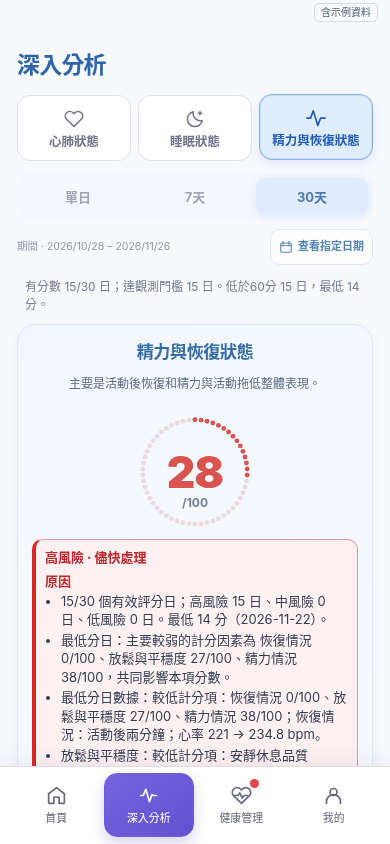 含示例資料
深入分析
心肺狀態
睡眠狀態
精力與恢復狀態
單日
7天
30天
期間 · 2026/10/28 – 2026/11/26
查看指定日期
有分數 15/30 日；達觀測門檻 15 日。低於60分 15 日，最低 14
分。
精力與恢復狀態
主要是活動後恢復和精力與活動拖低整體表現。
28
/100
高風險 · 儘快處理
原因
• 15/30 個有效評分日；高風險 15 日、中風險 0
日、低風險 0 日。最低 14 分（2026-11-22）。
• 最低分日：主要較弱的計分因素為 恢復情況
0/100、放鬆與平穩度 27/100、精力情況
38/100，共同影響本項分數。
• 最低分日數據：較低計分項：恢復情況 0/100、放
鬆與平穩度 27/100、精力情況 38/100；恢復情
況：活動後兩分鐘；心率 221 → 234.8 bpm。
• 放鬆與平穩度：較低計分項：安靜休息品質
首頁
深入分析
健康管理
我的